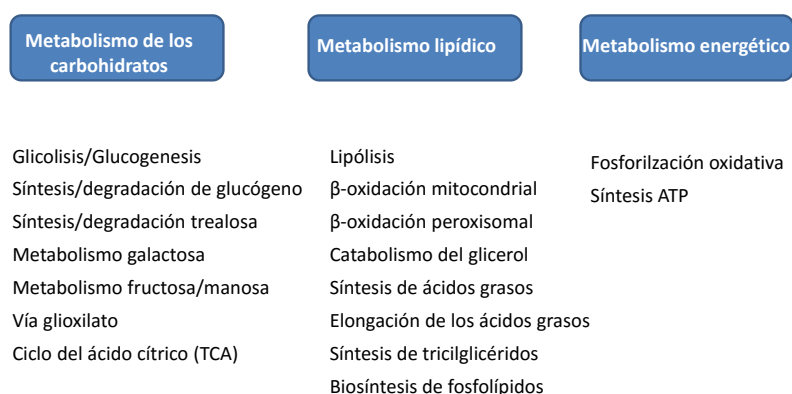 Metabolismo de los
carbohidratos
Metabolismo lipídico
Metabolismo energético
Glicolisis/Glucogenesis
Síntesis/degradación de glucógeno
Síntesis/degradación trealosa
Metabolismo galactosa
Metabolismo fructosa/manosa
Vía glioxilato
Ciclo del ácido cítrico (TCA)
Lipólisis
β-oxidación mitocondrial
β-oxidación peroxisomal
Catabolismo del glicerol
Síntesis de ácidos grasos
Elongación de los ácidos grasos
Síntesis de tricilglicéridos
Biosíntesis de fosfolípidos
Fosforilzación oxidativa
Síntesis ATP